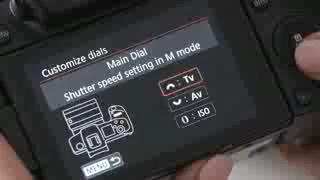 Customize dials
Main Dial
Shutter speed setting in M mode
: Tv
: Av
: ISO
MENU